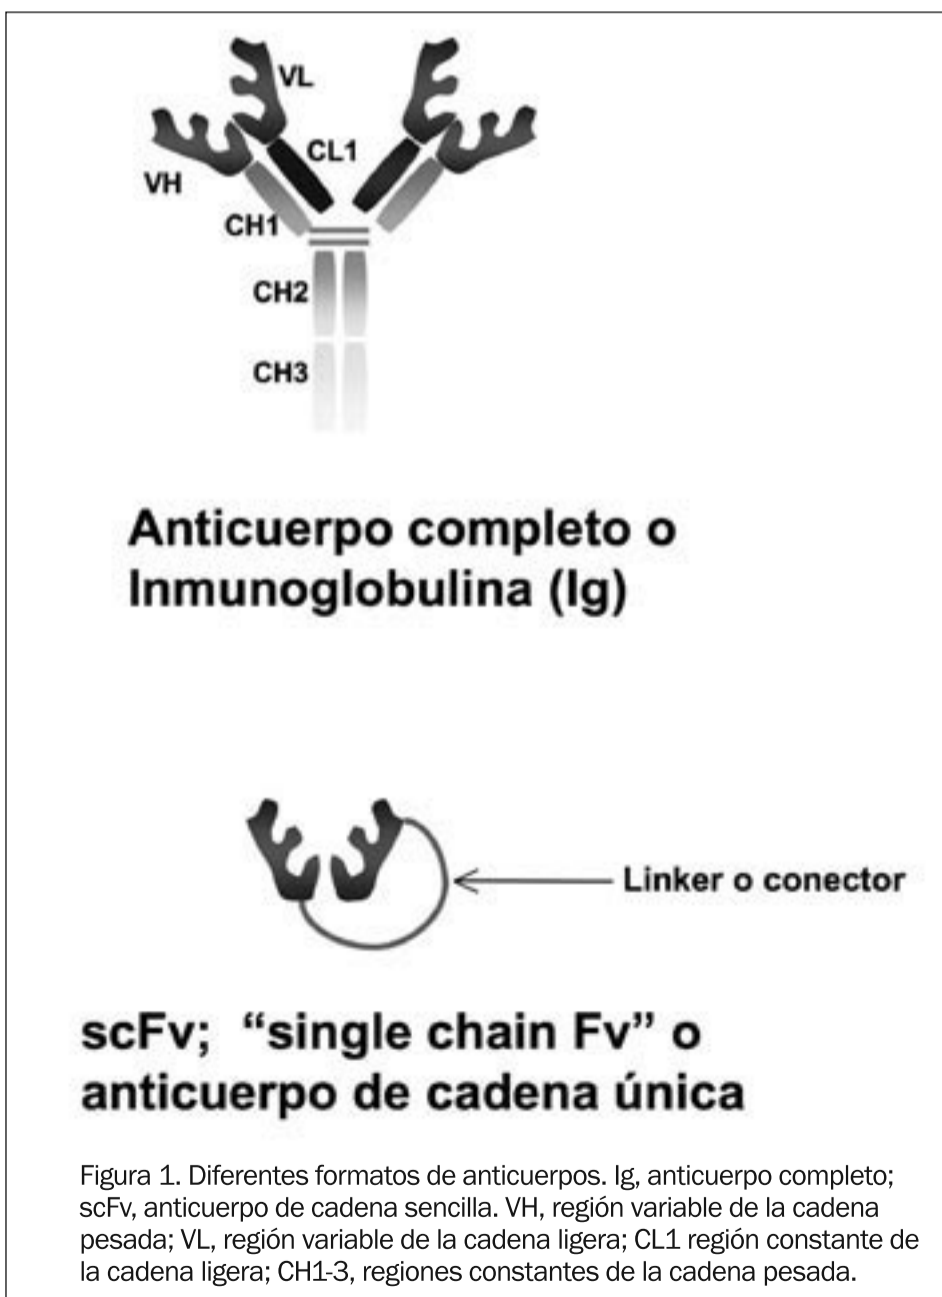 VL
CL1
VH
CH1
CH2
CH3
Anticuerpo completo o
Inmunoglobulina (Ig)
Linker o conector
scFv; “single chain Fv” o
anticuerpo de cadena única
Figura 1. Diferentes formatos de anticuerpos. Ig, anticuerpo completo;
scFv, anticuerpo de cadena sencilla. VH, región variable de la cadena
pesada; VL, región variable de la cadena ligera; CL1 región constante de
la cadena ligera; CH1-3, regiones constantes de la cadena pesada.